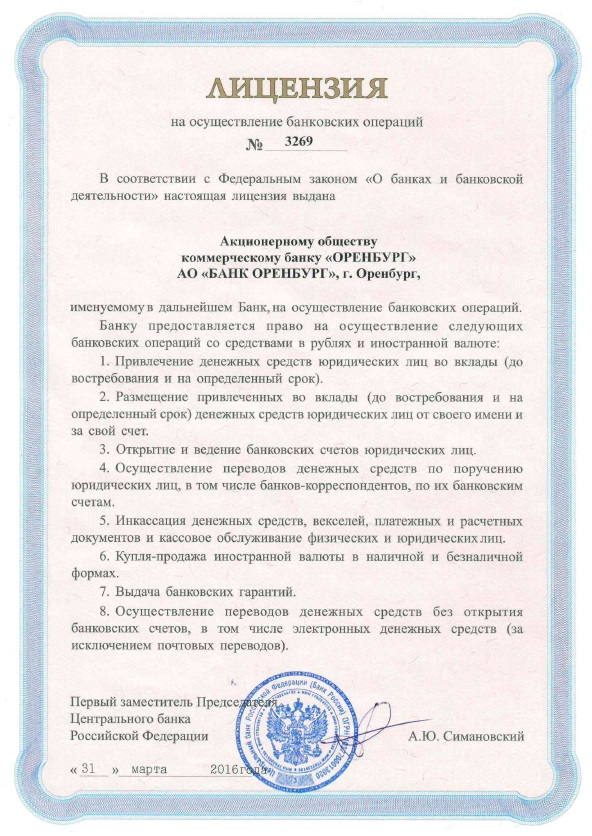 ЛИЦЕНЗИЯ
на осуществление банковских операций
№ 3269
В соответствии с Федеральным законом «О банках и банковской
деятельности» настоящая лицензия выдана
Акционерному обществу
коммерческому банку «ОРЕНБУРГ»
АО «БАНК ОРЕНБУРГ», г. Оренбург,
именуемому в дальнейшем Банк, на осуществление банковских операций.
Банку предоставляется право на осуществление следующих
банковских операций со средствами в рублях и иностранной валюте:
1. Привлечение денежных средств юридических лиц во вклады (до
востребования и на определенный срок).
2. Размещение привлеченных во вклады (до востребования и на
определенный срок) денежных средств юридических лиц от своего имени и
за свой счет.
3. Открытие и ведение банковских счетов юридических лиц.
4. Осуществление переводов денежных средств по поручению
юридических лиц, в том числе банков-корреспондентов, по их банковским
счетам.
5. Инкассация денежных средств, векселей, платежных и расчетных
документов и кассовое обслуживание физических и юридических лиц.
6. Купля-продажа иностранной валюты в наличной и безналичной
формах.
7. Выдача банковских гарантий.
8. Осуществление переводов денежных средств без открытия
банковских счетов, в том числе электронных денежных средств (за
исключением почтовых переводов).
Первый заместитель Председателя
Центрального банка
Российской Федерации
А.Ю. Симановский
« 31 » марта 2016года